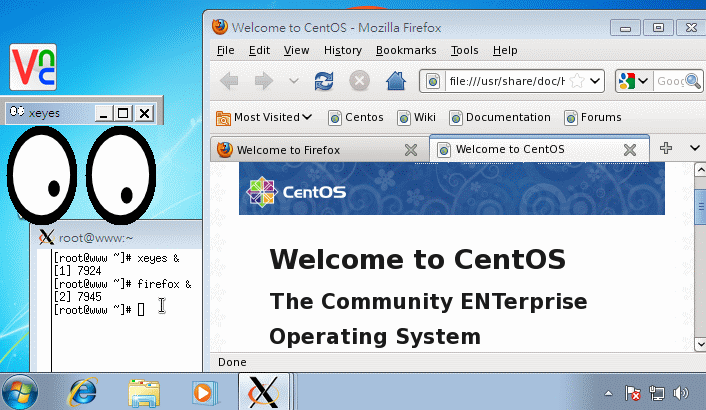 Welcome to CentOS - Mozilla Firefox
File Edit View History Bookmarks Tools Help
file:///usr/share/doc/H
Goog
Most Visited Centos Wiki Documentation Forums
Welcome to Firefox
Welcome to CentOS
CentOS
Welcome to CentOS
The Community ENTerprise
Operating System
Done
VNC
xeyes
root@www:~
[root@www ~]# xeyes &
[1] 7924
[root@www ~]# firefox &
[2] 7945
[root@www ~]#